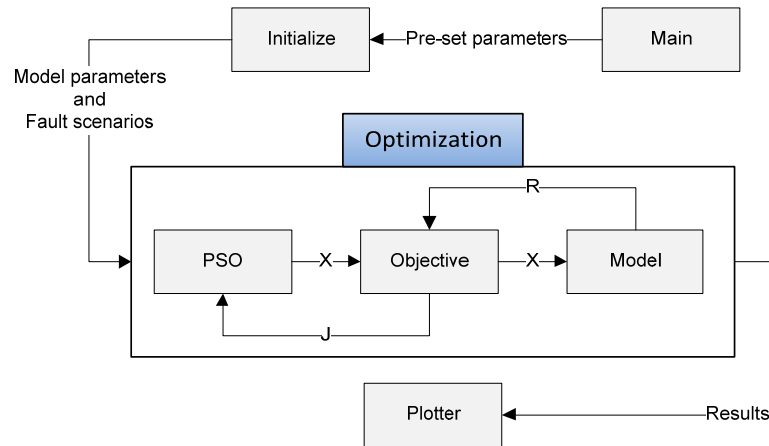 Initialize
Pre-set parameters
Main
Model parameters
and
Fault scenarios
Optimization
R
PSO
X
Objective
X
Model
J
Plotter
Results